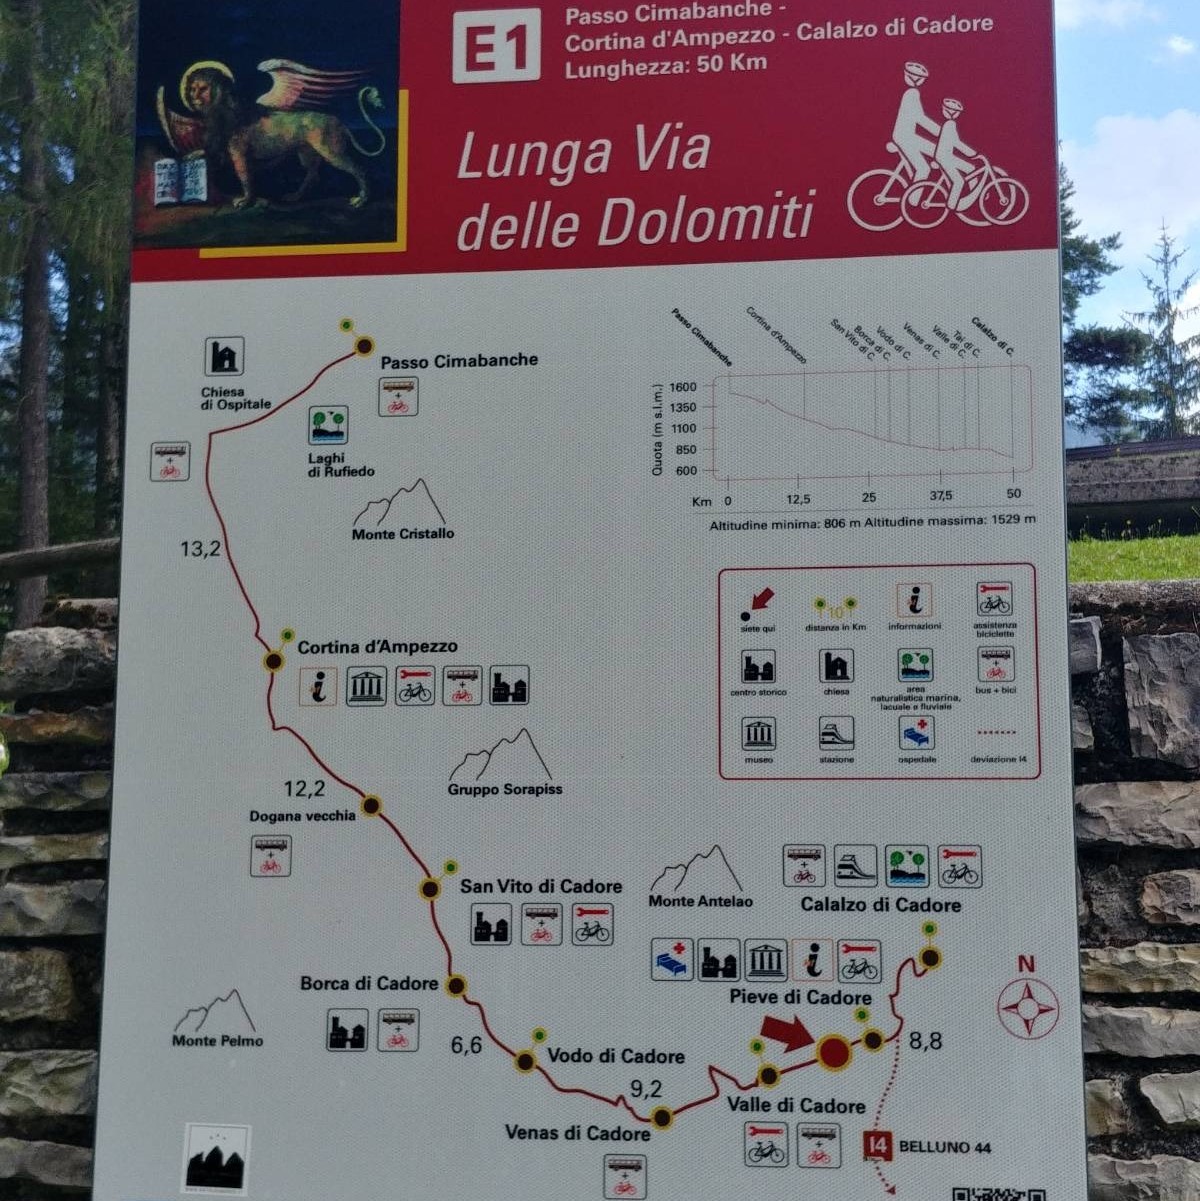 E1
Passo Cimabanche -
Cortina d'Ampezzo - Calalzo di Cadore
Lunghezza: 50 Km
Lunga Via
delle Dolomiti
Passo Cimabanche
Chiesa
di Ospitale
Laghi
di Rufiedo
Monte Cristallo
13,2
Passo Cimabanche
Cortina d'Ampezzo
San Vito di C.
Borca di C.
Vodo di C.
Venas di C.
Valle di C.
Tai di C.
Calalzo di C.
Quota (m s.l.m.)
1600
1350
1100
850
600
Km 0 12,5 25 37,5 50
Altitudine minima: 806 m Altitudine massima: 1529 m
siete qui
10
distanza in Km
informazioni
assistenza
biciclette
centro storico
chiesa
area
naturalistica marina,
lacuale e fluviale
bus + bici
museo
stazione
ospedale
deviazione I4
Cortina d'Ampezzo
Gruppo Sorapiss
12,2
Dogana vecchia
San Vito di Cadore
Monte Antelao
Calalzo di Cadore
Borca di Cadore
Pieve di Cadore
N
Monte Pelmo
6,6
Vodo di Cadore
8,8
9,2
Valle di Cadore
Venas di Cadore
I4
BELLUNO 44